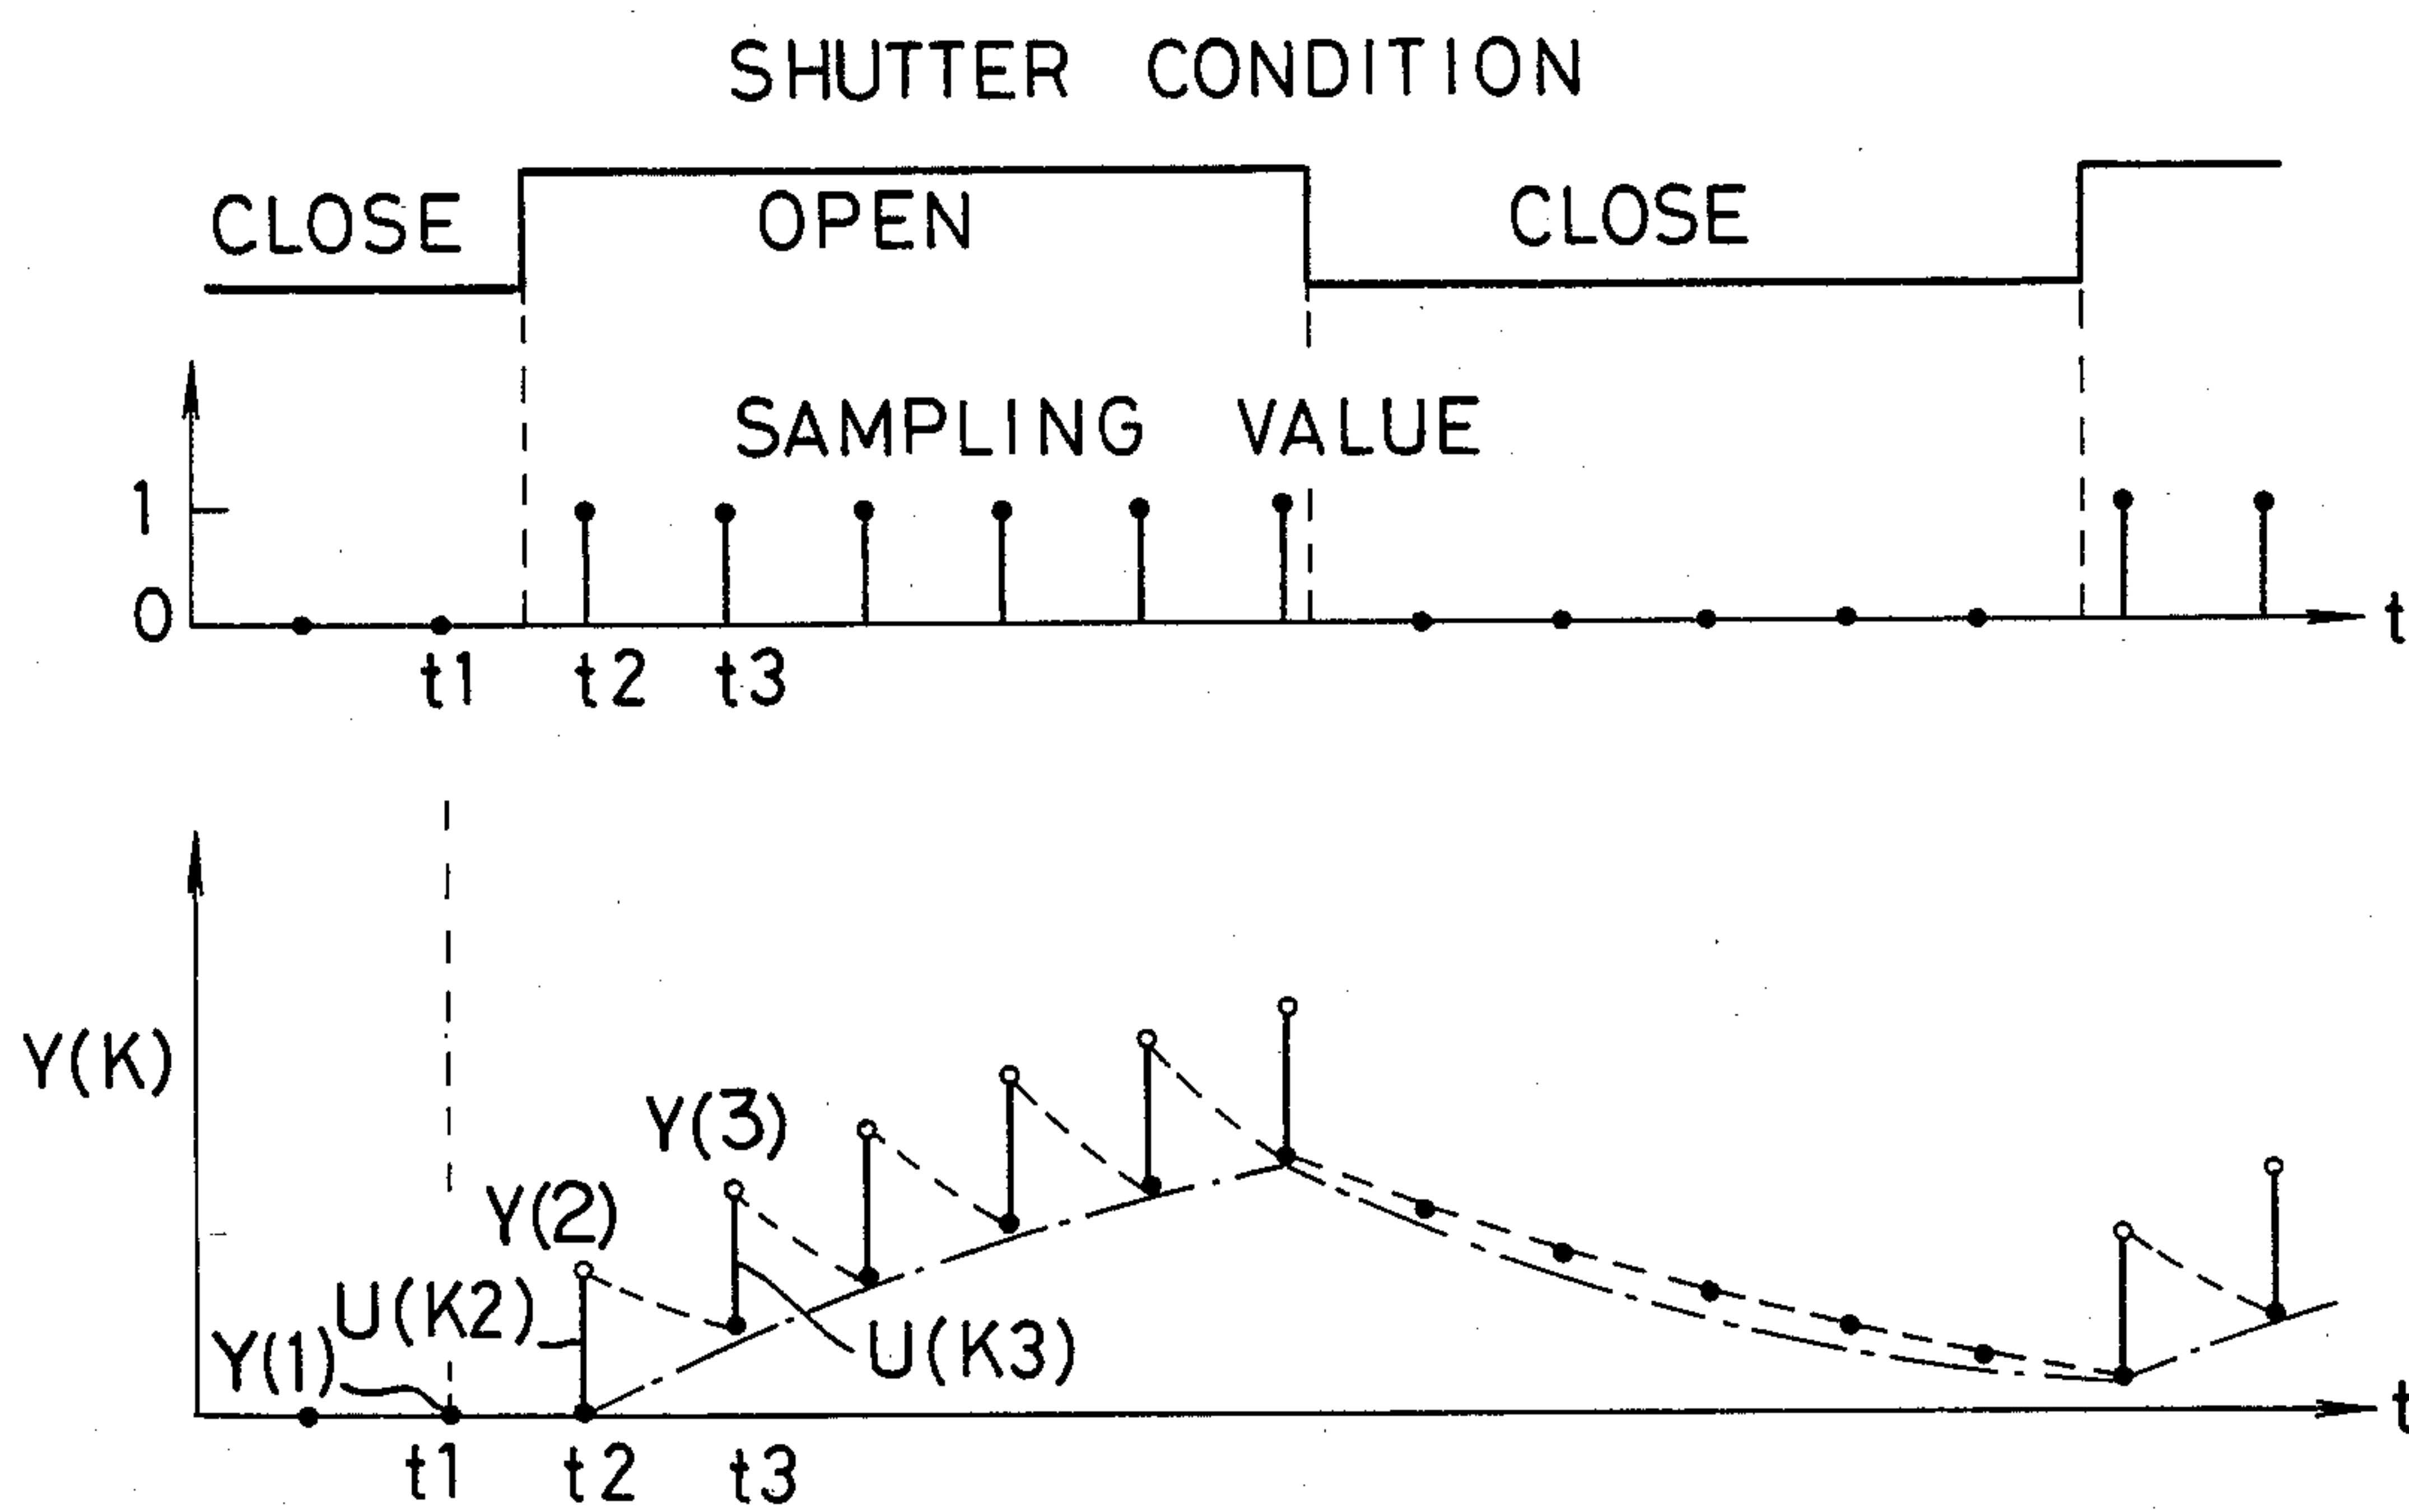 SHUTTER CONDITION
CLOSE
OPEN
CLOSE
SAMPLING VALUE
1
0
t
t1
t2
t3
Y(K)
Y(3)
Y(2)
U(K2)
Y(1)
U(K3)
t
t1
t2
t3